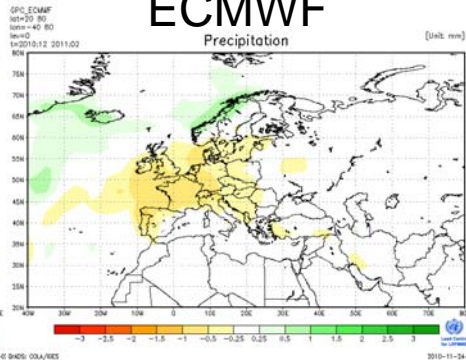 ECMWF
GPC_ECMWF
lat=20 80
lon=-40 80
lev=0
t=2010:12 2011:02
Precipitation
[Unit: mm]
80N
75N
70N
65N
60N
55N
50N
45N
40N
35N
30N
25N
20N
40W 30W 20W 10W 0 10E 20E 30E 40E 50E 60E 70E
-3 -2.5 -2 -1.5 -1 -0.5 -0.25 0.25 0.5 1 1.5 2 2.5 3
GrADS: COLA/IGES
2010-11-24